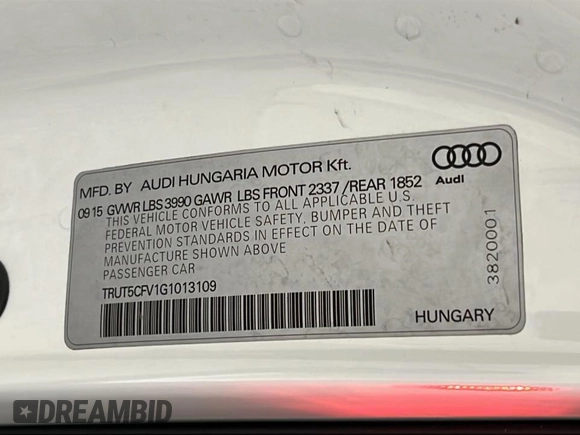 MFD. BY AUDI HUNGARIA MOTOR Kft.
09 15 GVWR LBS 3990 GAWR LBS FRONT 2337 /REAR 1852
THIS VEHICLE CONFORMS TO ALL APPLICABLE
FEDERAL MOTOR VEHICLE SAFETY, BUMPER AND THEFT
PREVENTION STANDARDS IN EFFECT ON THE DATE OF
MANUFACTURE SHOWN ABOVE
PASSENGER CAR
TRUT5CFV1G1013109
Audi
3820001
HUNGARY
DREAMBID